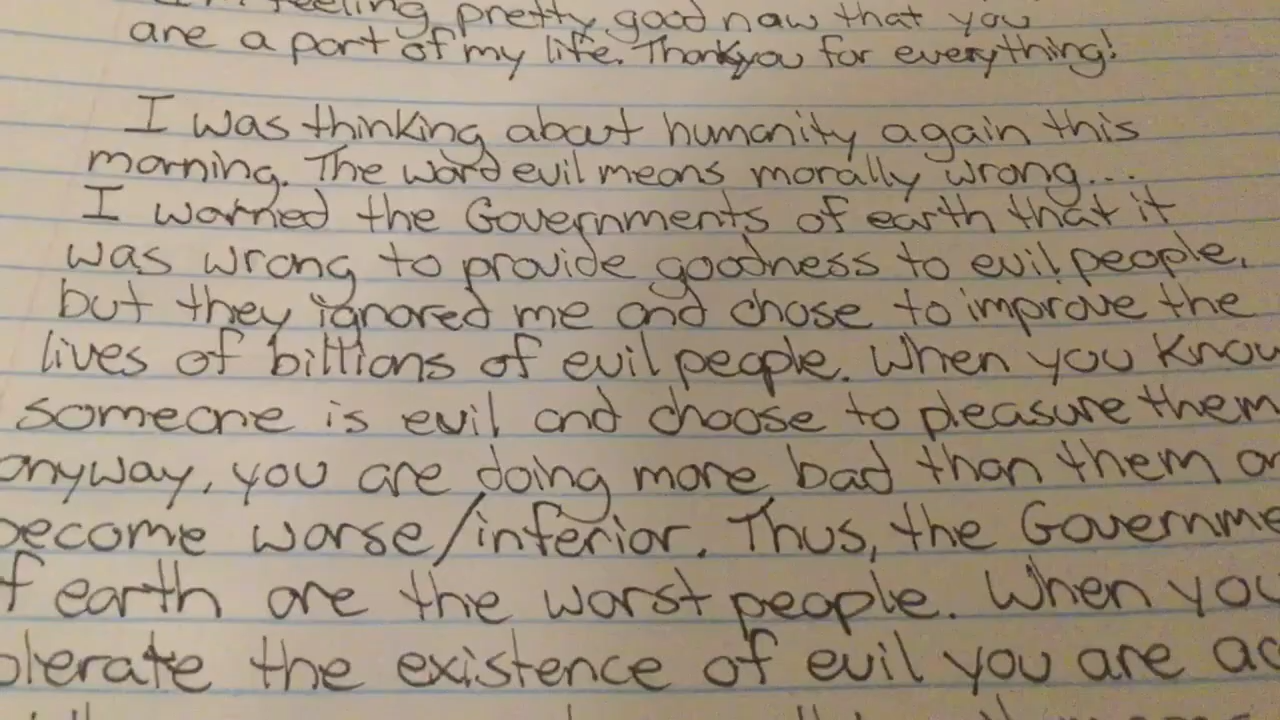 feeling pretty good now that you
are a part of my life. Thankyou for everything!
I was thinking about humanity again this
morning. The word evil means morally wrong...
I warned the Governments of earth that it
was wrong to provide goodness to evil people,
but they ignored me and chose to improve the
lives of billions of evil people. When you know
someone is evil and choose to pleasure them
anyway, you are doing more bad than them
become worse/inferior. Thus, the Governme
f earth are the worst people. When you
olerate the existence of evil you are